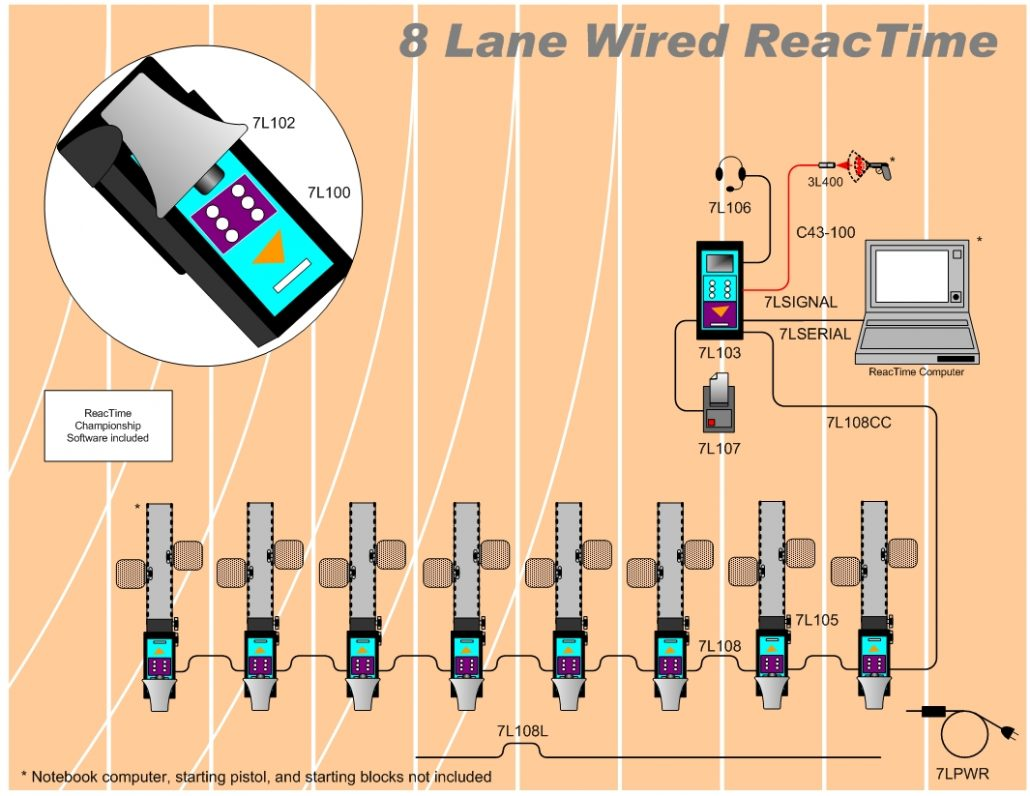 8 Lane Wired ReacTime
7L102
7L100
7L106
3L400
*
C43-100
*
7LSIGNAL
7LSERIAL
7L103
ReacTime Computer
ReacTime
Championship
Software included
7L107
7L108CC
*
7L105
7L108
7L108L
7LPWR
* Notebook computer, starting pistol, and starting blocks not included